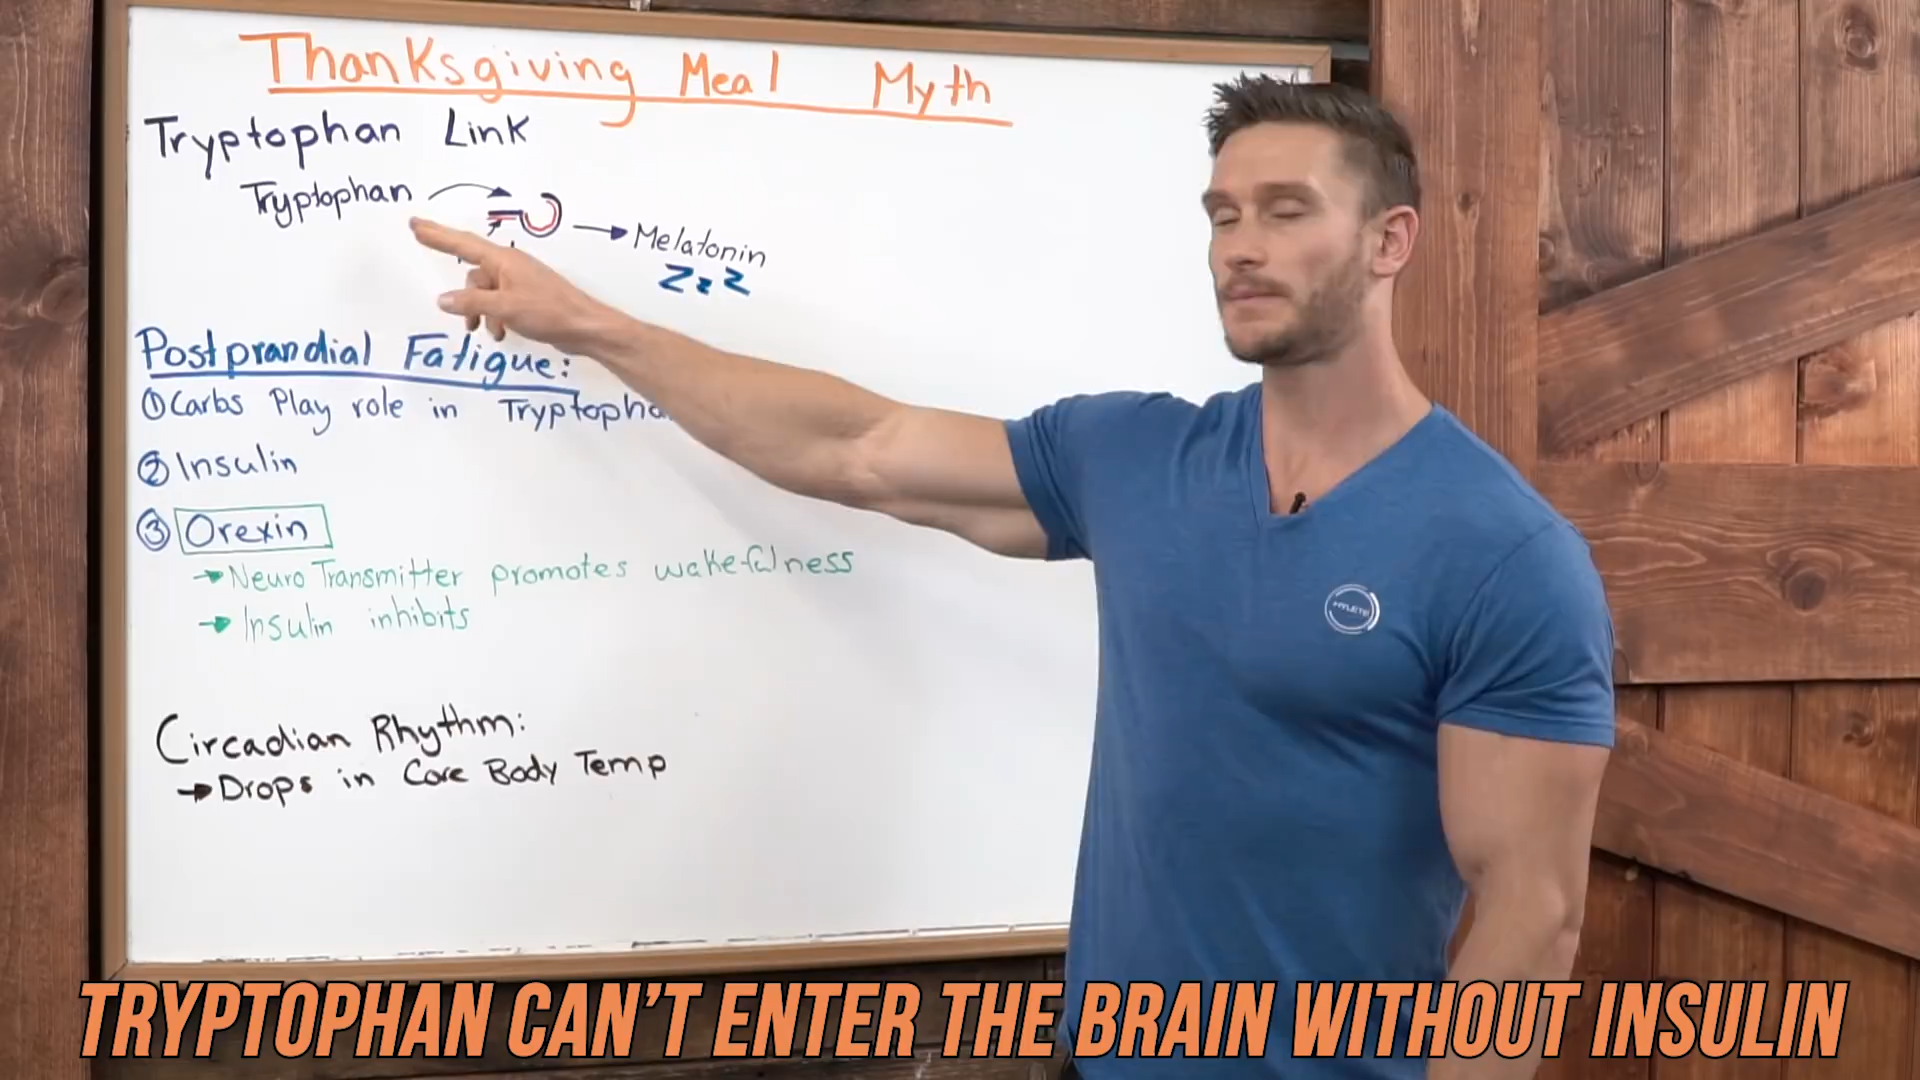 Thanksgiving Meal Myth
Tryptophan Link
Tryptophan
Melatonin
ZzZ
Postprandial Fatigue:
① Carbs Play role in
② Insulin
③ Orexin
→ Neuro Transmitter promotes wakefulness
→ Insulin inhibits
Circadian Rhythm:
→ Drops in Core Body Temp
HYLETE
TRYPTOPHAN CAN'T ENTER THE BRAIN WITHOUT INSULIN